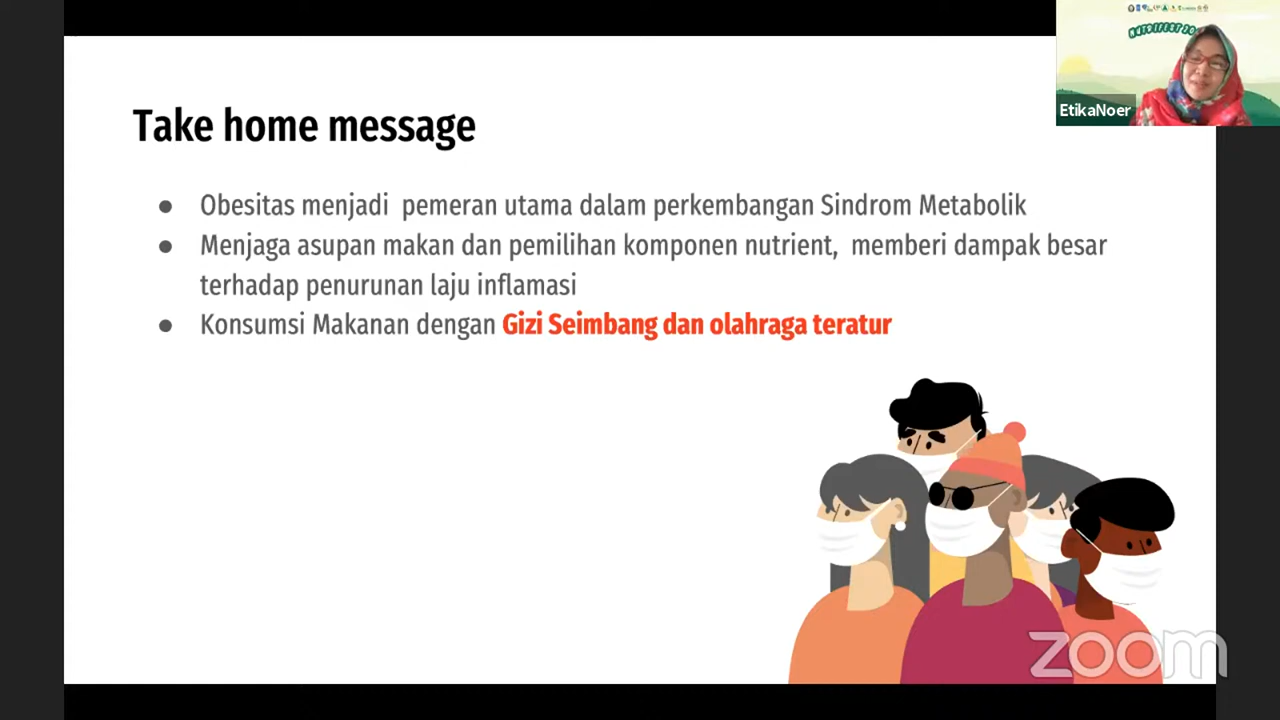 Take home message
● Obesitas menjadi pemeran utama dalam perkembangan Sindrom Metabolik
● Menjaga asupan makan dan pemilihan komponen nutrient, memberi dampak besar
terhadap penurunan laju inflamasi
● Konsumsi Makanan dengan Gizi Seimbang dan olahraga teratur
EtikaNoer
zoom